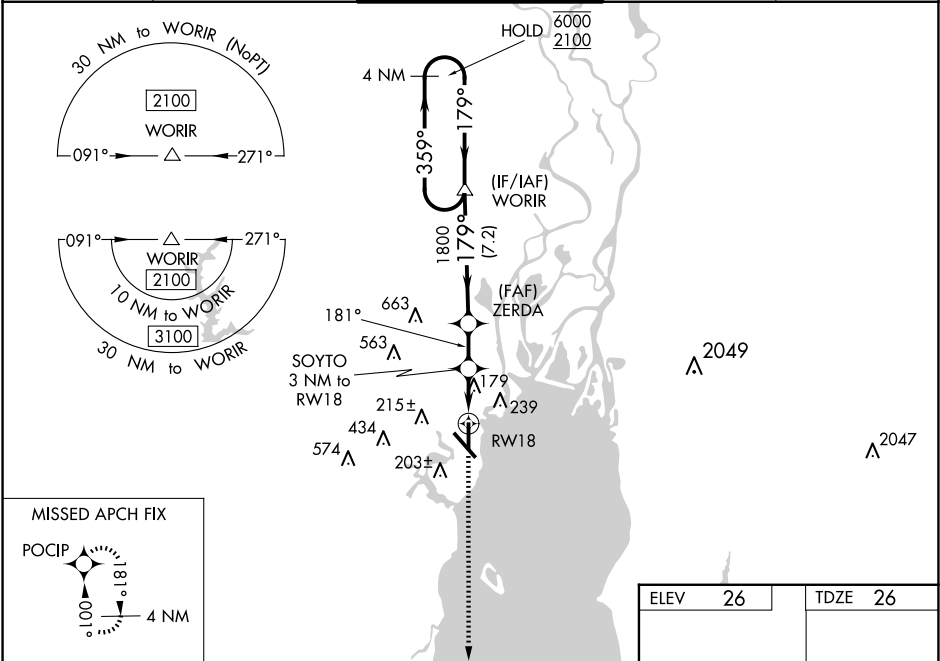 30 NM to WORIR (NoPT)
2100
WORIR
091°
271°
091°
271°
WORIR
2100
10 NM to WORIR
3100
30 NM to WORIR
HOLD
6000
2100
4 NM
359°
179°
(IF/IAF)
WORIR
1800
179°
(7.2)
(FAF)
ZERDA
181°
663
563
SOYTO
3 NM to
RW18
179
239
215±
434
574
203±
RW18
2049
2047
MISSED APCH FIX
POCIP
181°
001°
4 NM
ELEV 26
TDZE 26